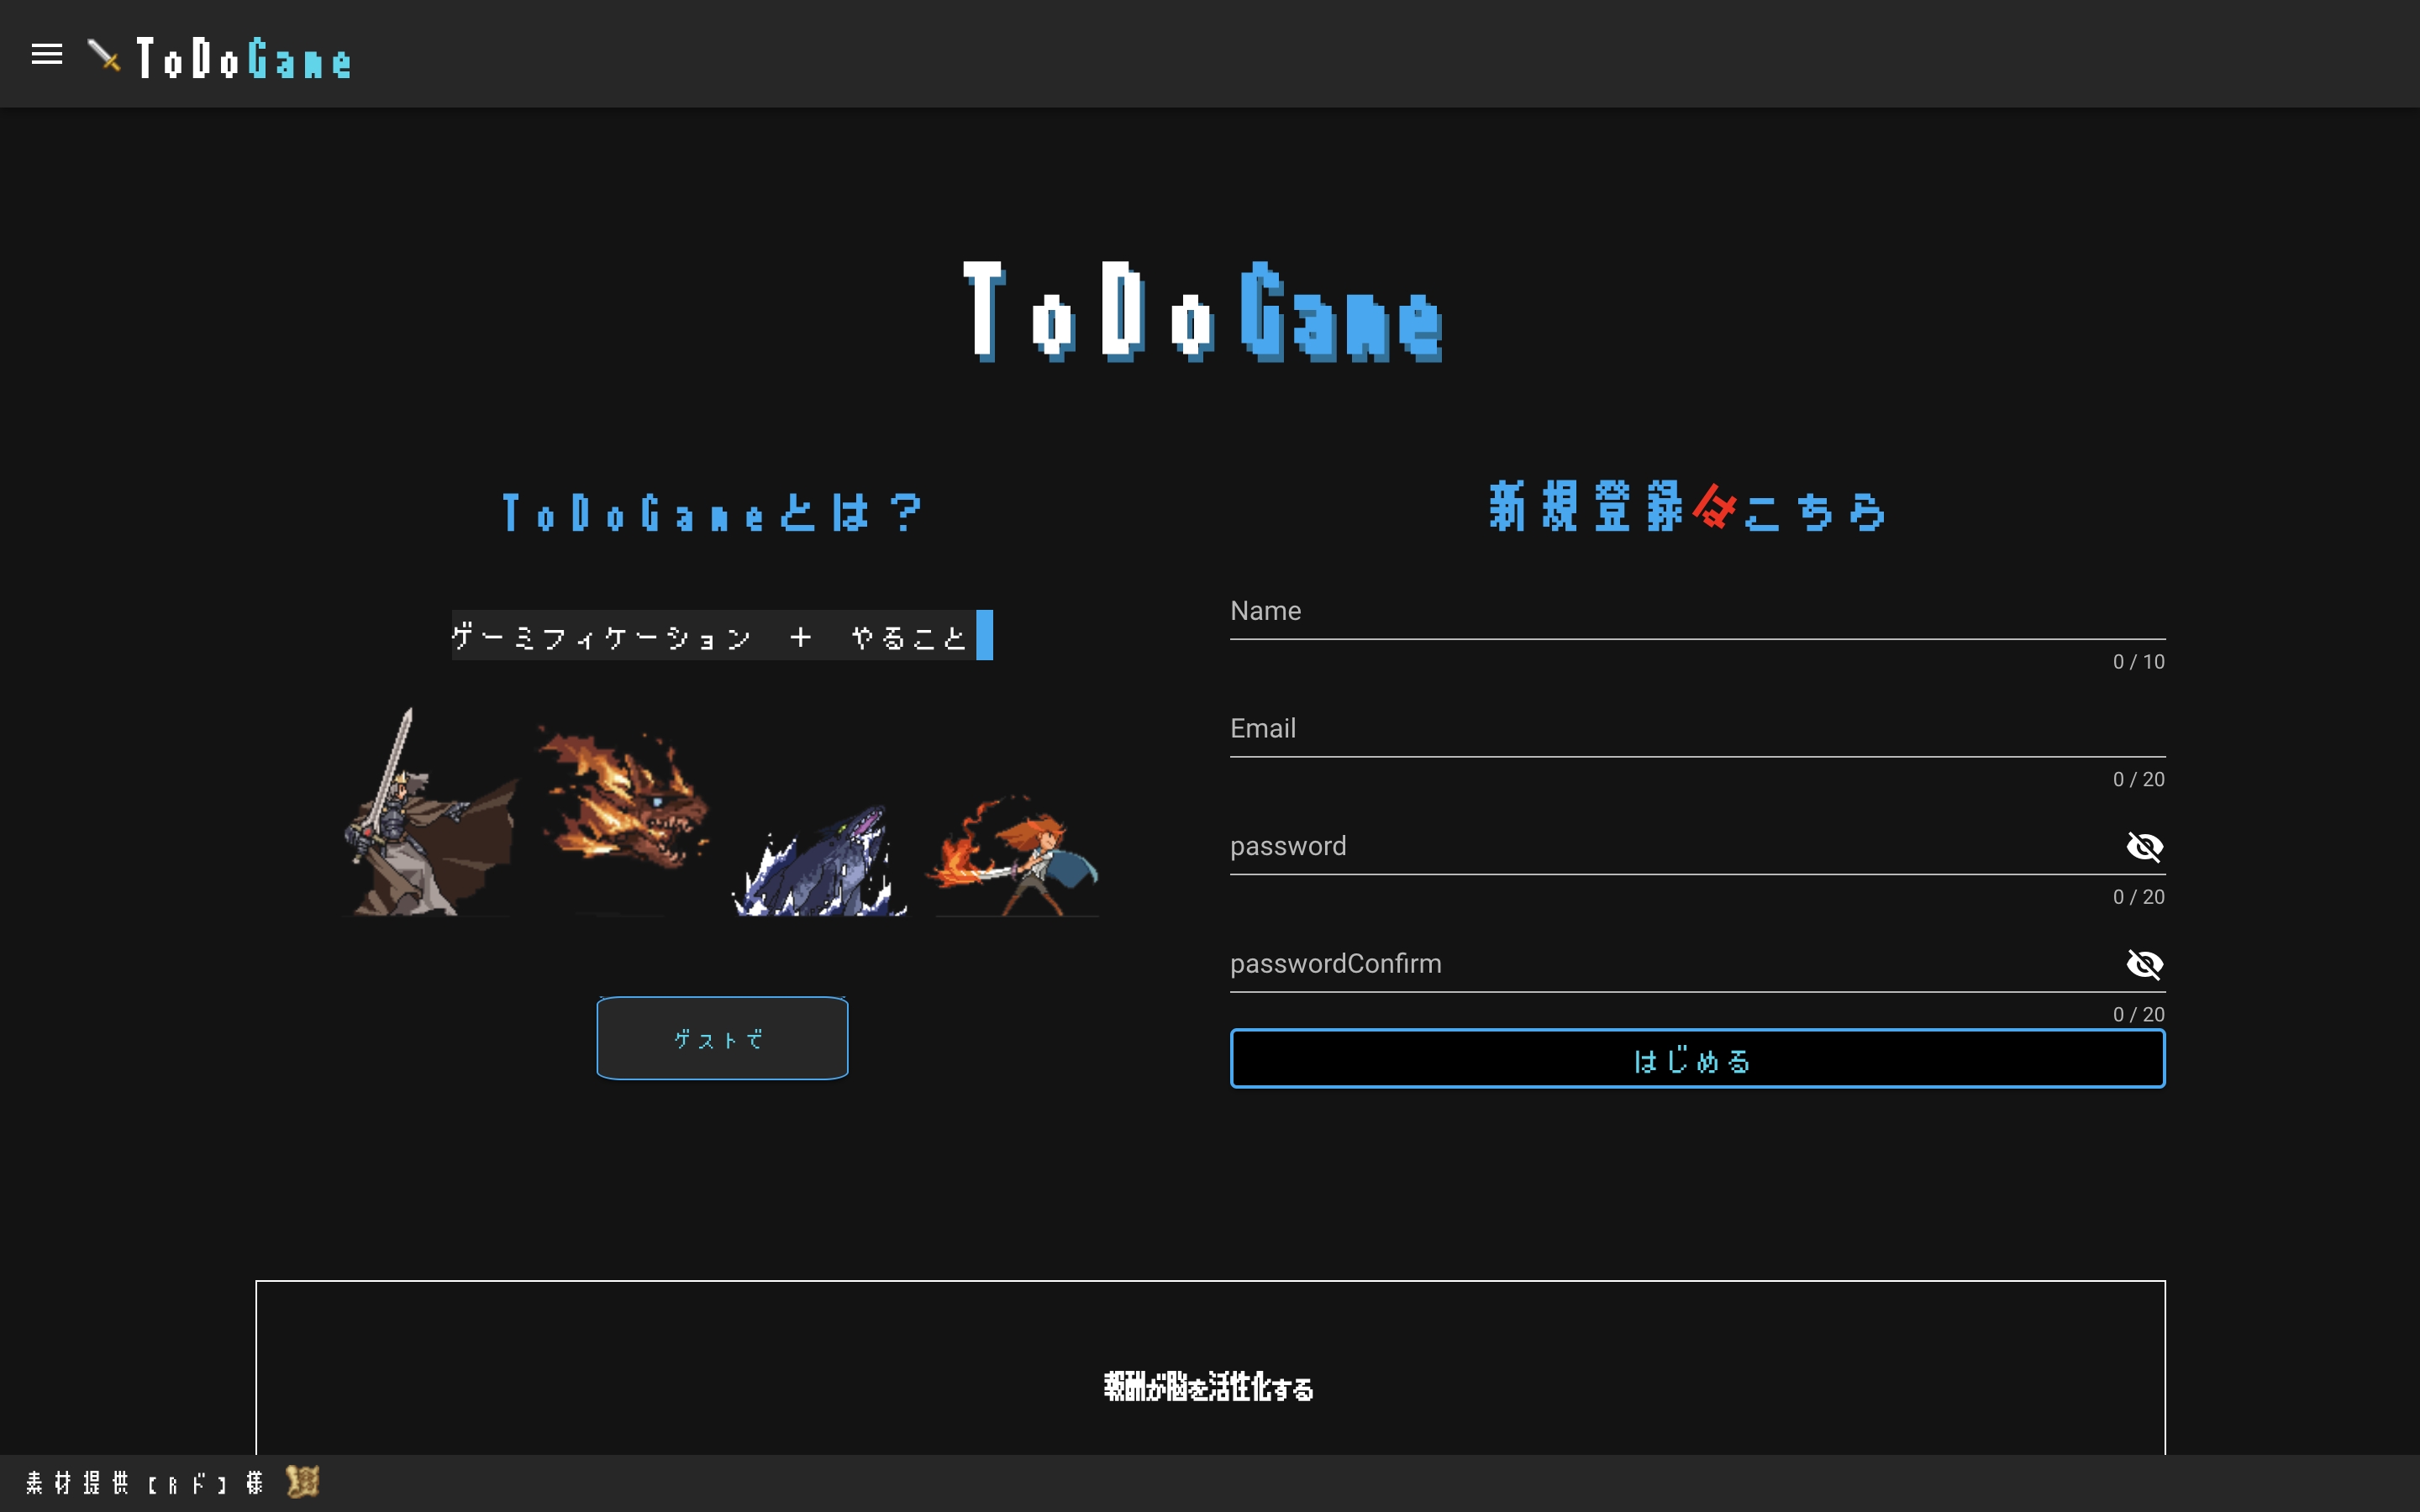 ToDoGame
ToDoGame
ToDoGameとは？
ゲーミフィケーション ＋ やること
ゲストで
新規登録はこちら
Name
0 / 10
Email
0 / 20
password
0 / 20
passwordConfirm
0 / 20
はじめる
報酬が脳を活性化する
素材提供【Rド】様